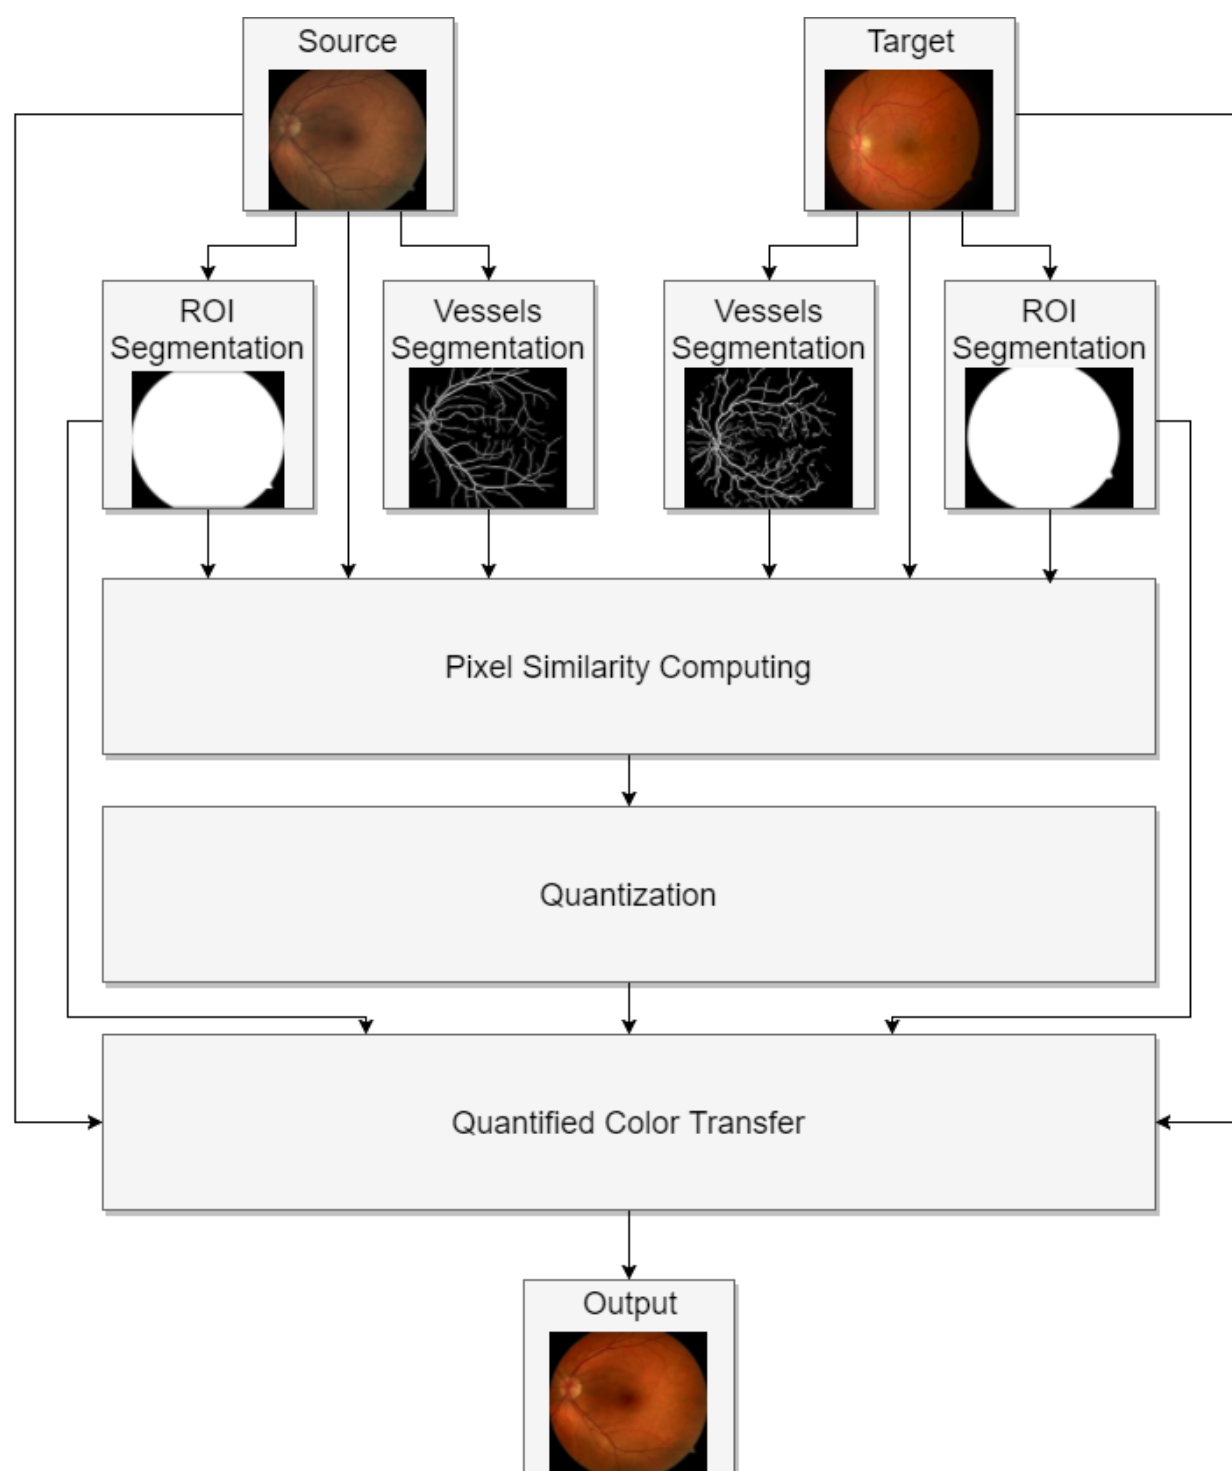 Source
Target
ROI
Segmentation
Vessels
Segmentation
Vessels
Segmentation
ROI
Segmentation
Pixel Similarity Computing
Quantization
Quantified Color Transfer
Output